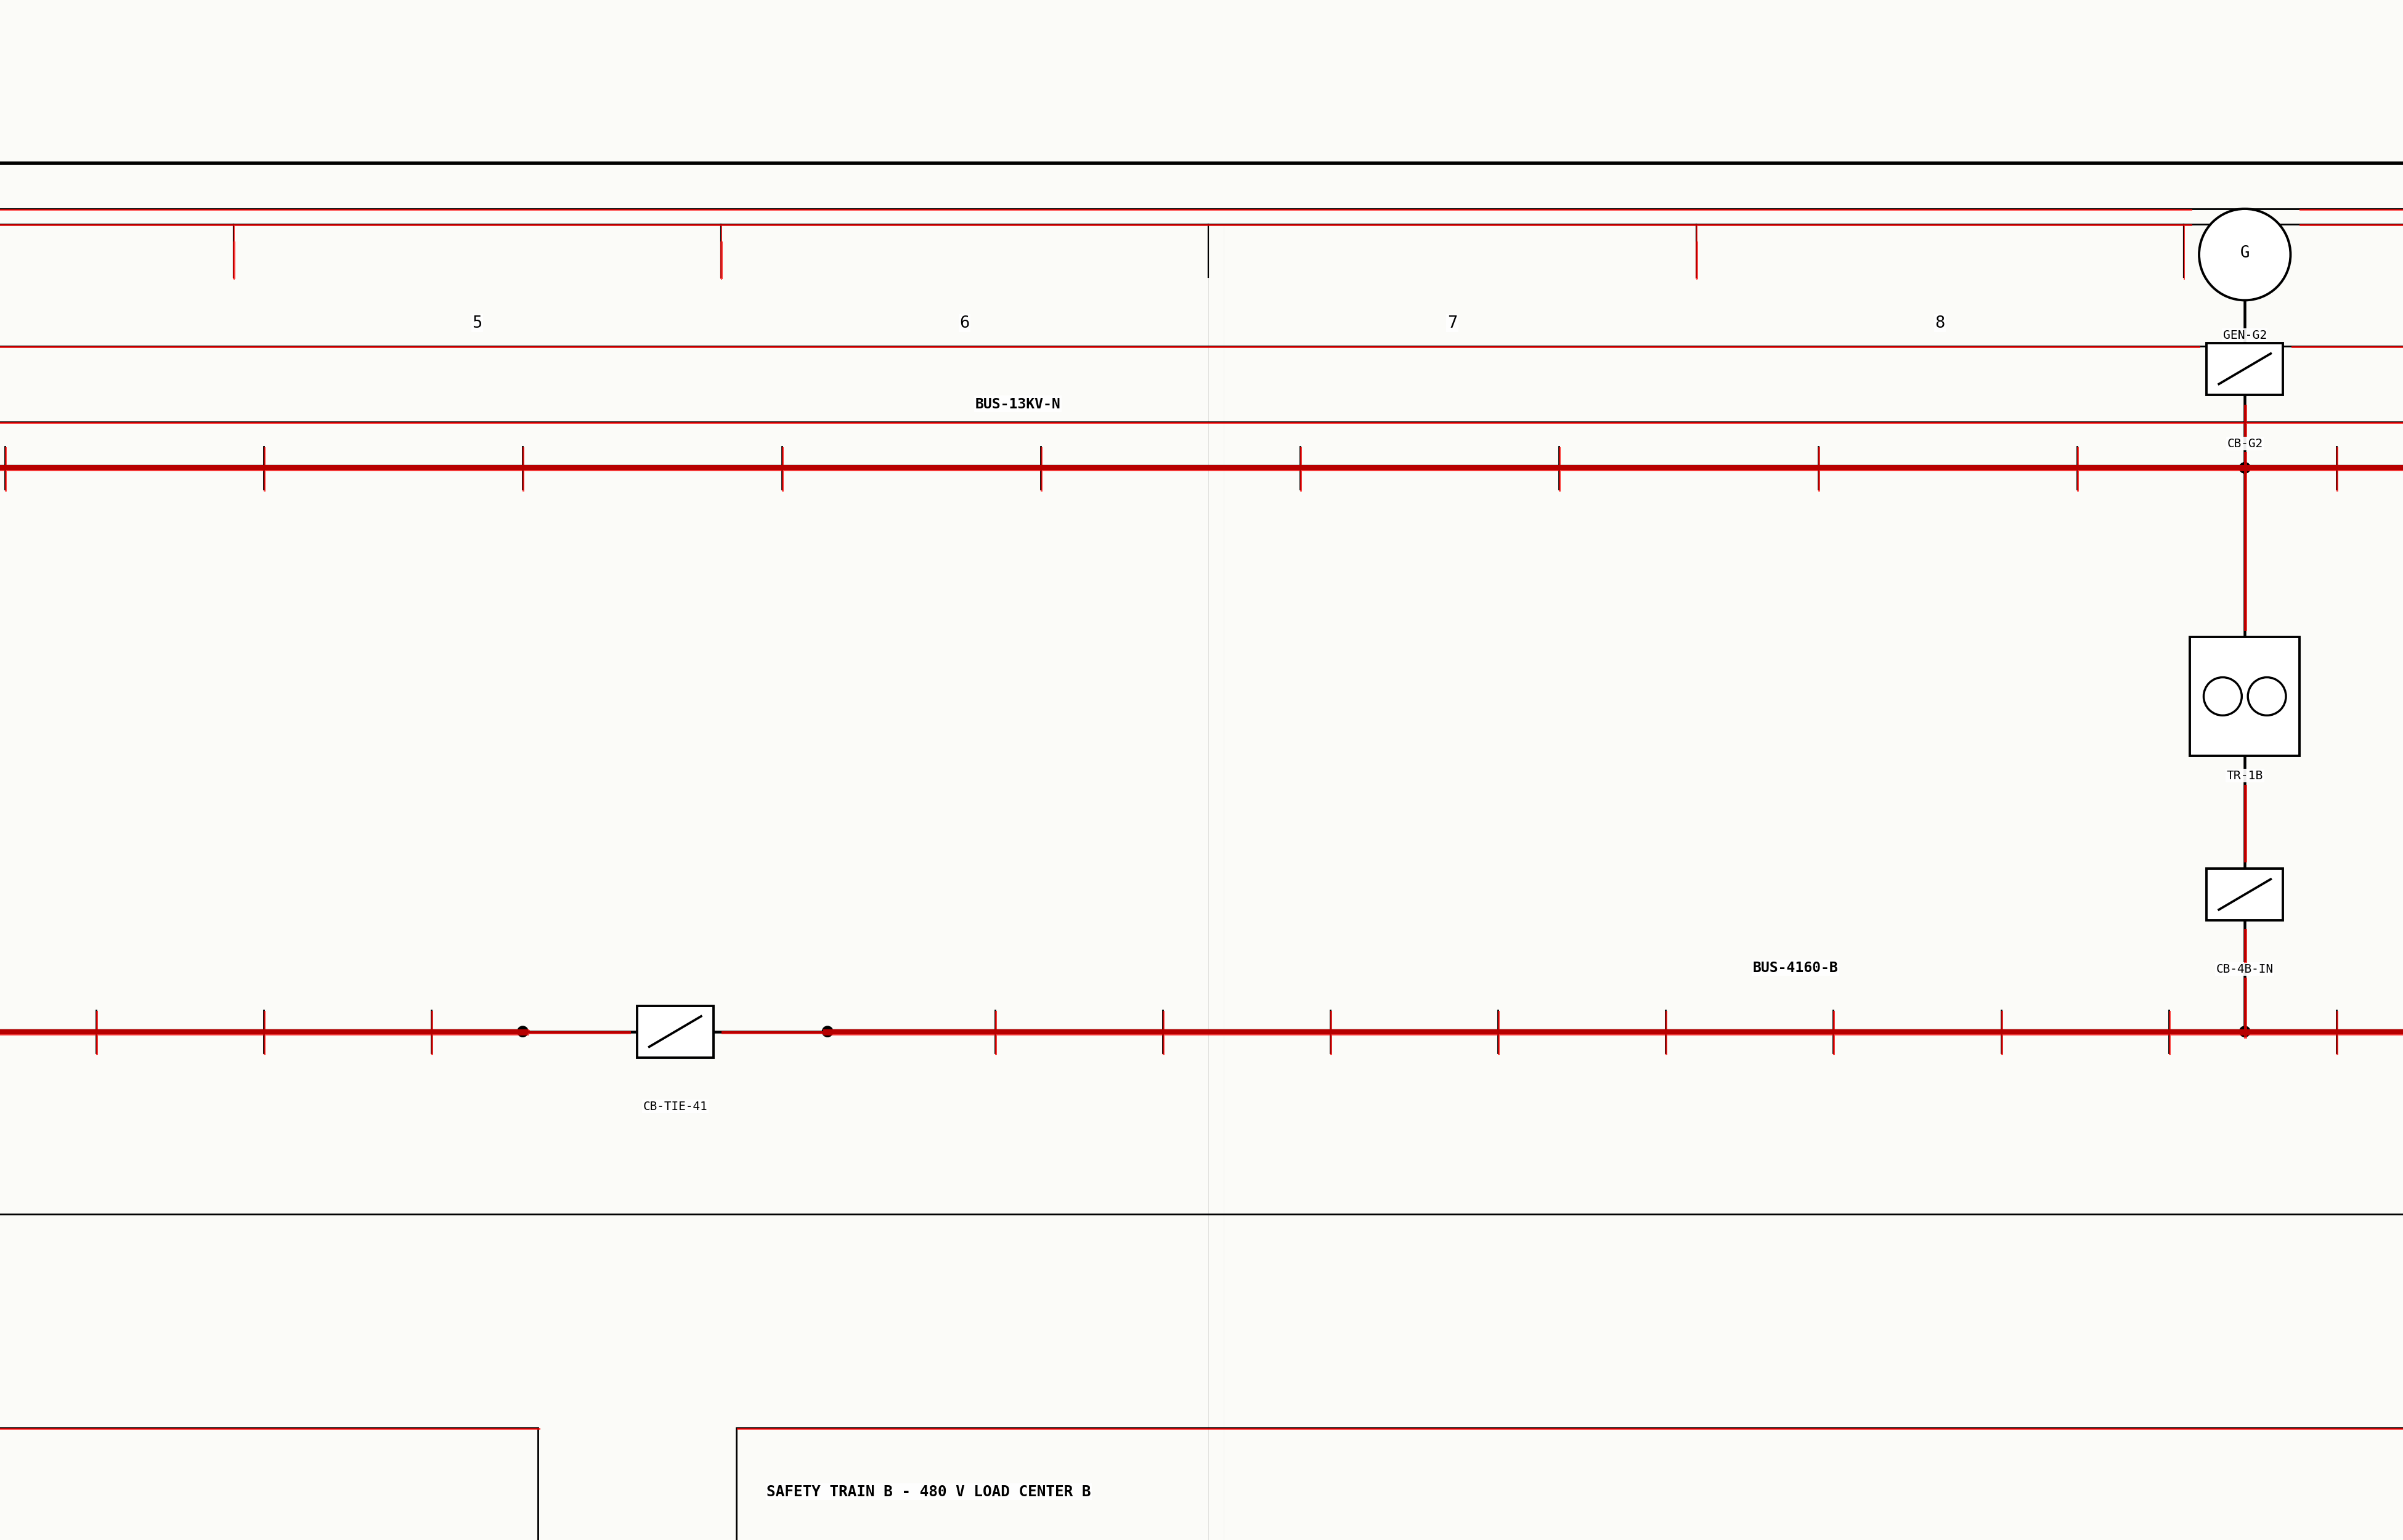 G
5
6
7
8
GEN-G2
BUS-13KV-N
CB-G2
TR-1B
BUS-4160-B
CB-4B-IN
CB-TIE-41
SAFETY TRAIN B - 480 V LOAD CENTER B